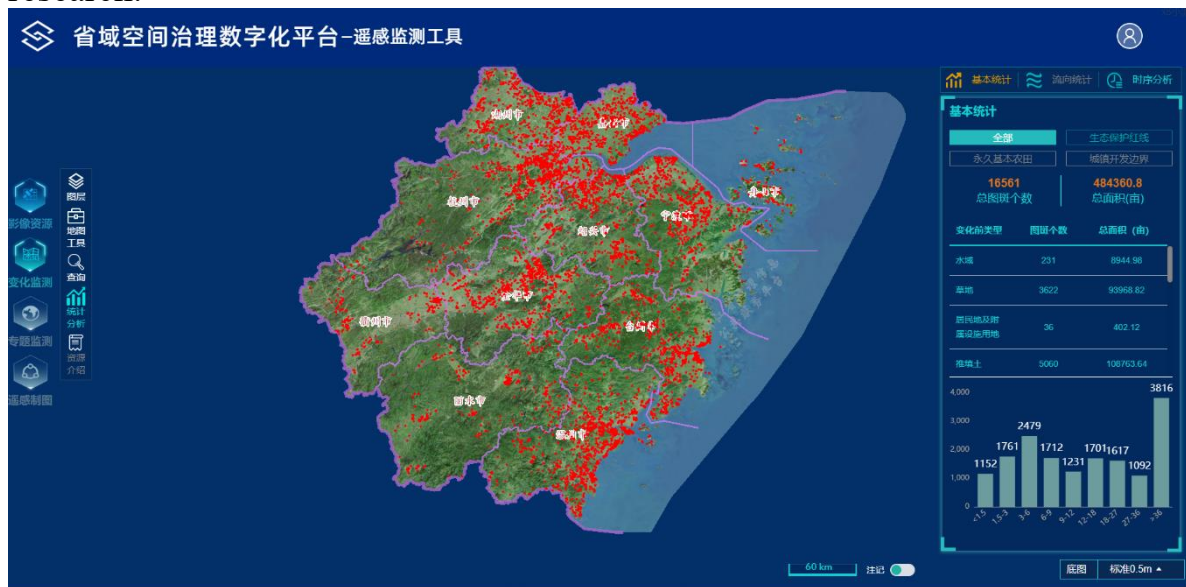 省域空间治理数字化平台-遥感监测工具
基本统计
流向统计
时序分析
基本统计
全部
生态保护红线
永久基本农田
城镇开发边界
16561
总图斑个数
484360.8
总面积(亩)
变化前类型 图斑个数 总面积（亩）
水域 231 8944.98
草地 3622 93968.82
居民地及附
属设施用地 36 402.12
推填土 5060 108763.64
4,000
3,000
2,000
1,000
0
1152
1761
2479
1712
1231
1701
1617
1092
3816
<1.5
1.5-3
3-6
6-9
9-12
12-18
18-27
27-36
>36
影像资源
变化监测
专题监测
遥感制图
图层
地图
工具
查询
统计
分析
资源
介绍
湖州市
嘉兴市
杭州市
绍兴市
宁波市
舟山市
金华市
衢州市
台州市
丽水市
温州市
60 km
注记
底图
标准0.5m